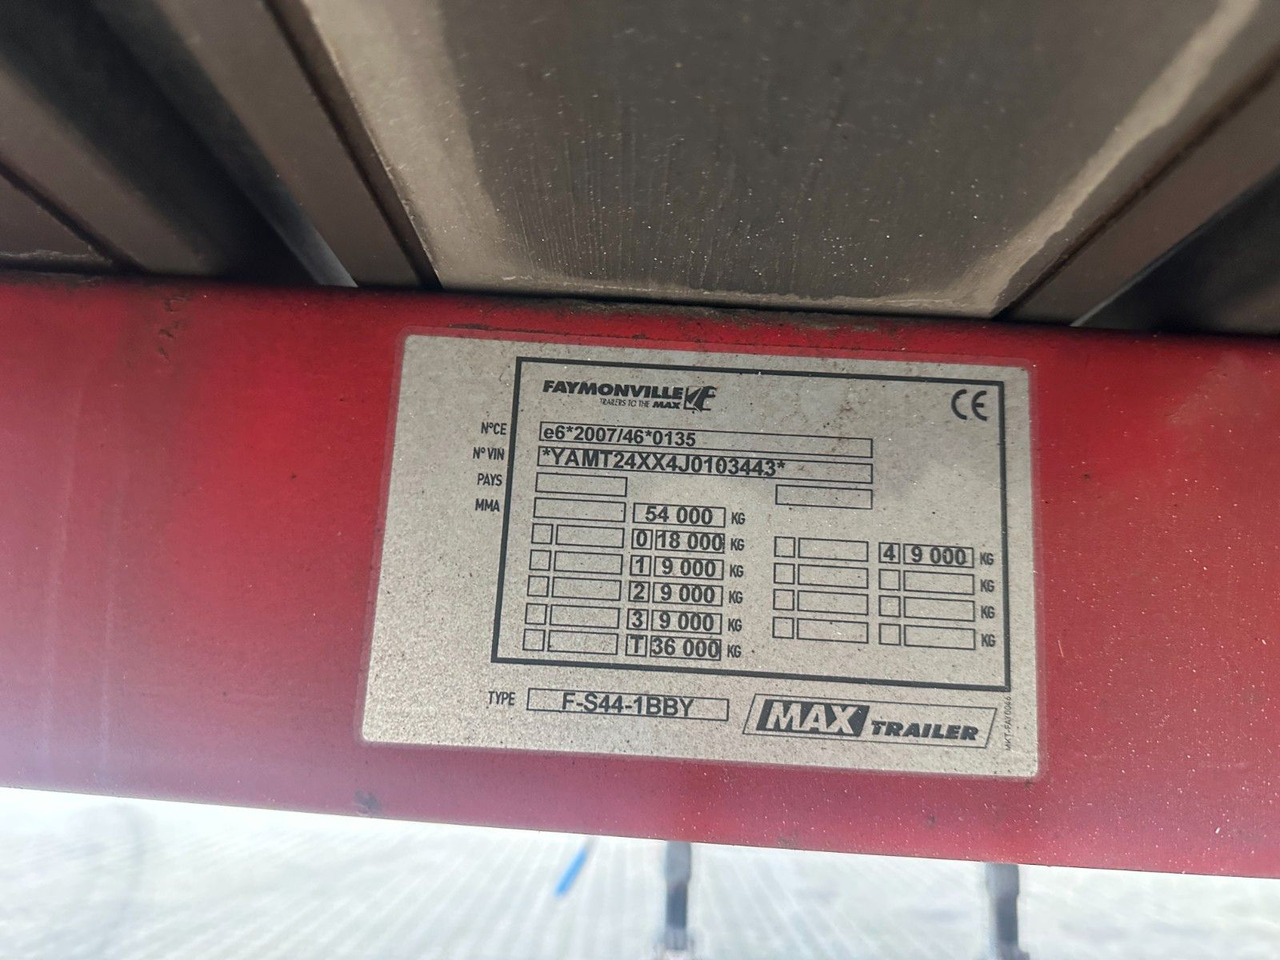 FAYMONVILLE
TRAILERS TO THE MAX
CE
N°CE e6*2007/46*0135
N° VIN *YAMT24XX4J0103443*
PAYS
MMA 54 000 KG
0 18 000 KG 4 9 000 KG
1 9 000 KG KG
2 9 000 KG KG
3 9 000 KG KG
T 36 000 KG
TYPE F-S44-1BBY
MAX TRAILER